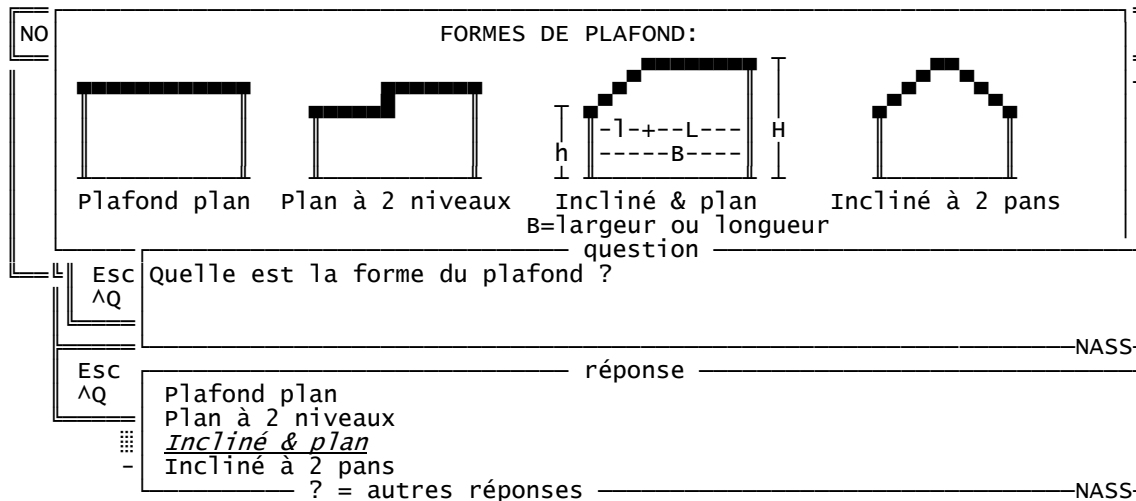 NO
FORMES DE PLAFOND:
-l-+--L---
H
h
------B----
Plafond plan Plan à 2 niveaux Incliné & plan Incliné à 2 pans
B=largeur ou longueur
question
Esc Quelle est la forme du plafond ?
^Q
NASS
réponse
Esc
^Q
Plafond plan
Plan à 2 niveaux
Incliné & plan
Incliné à 2 pans
? = autres réponses
NASS